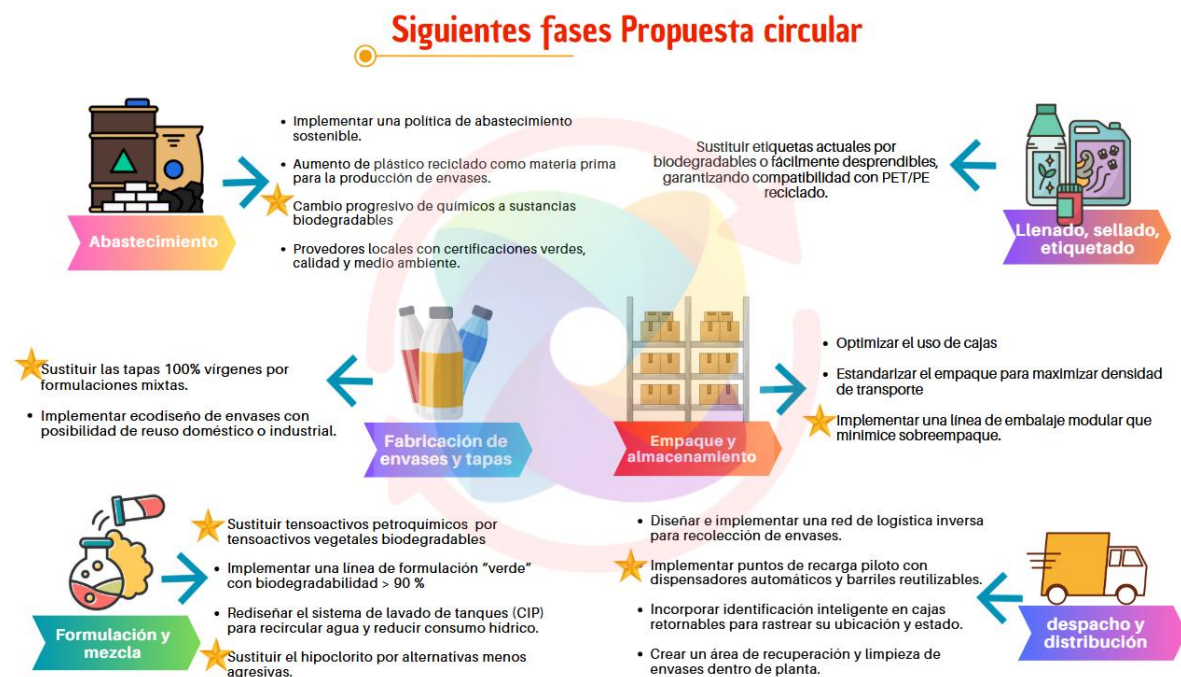 Siguientes fases Propuesta circular
• Implementar una política de abastecimiento
sostenible.
• Aumento de plástico reciclado como materia prima
para la producción de envases.
Cambio progresivo de químicos a sustancias
biodegradables
• Provedores locales con certificaciones verdes,
calidad y medio ambiente.
Abastecimiento
Sustituir etiquetas actuales por
biodegradables o fácilmente desprendibles,
garantizando compatibilidad con PET/PE
reciclado.
Llenado, sellado,
etiquetado
Sustituir las tapas 100% vírgenes por
formulaciones mixtas.
• Implementar ecodiseño de envases con
posibilidad de reuso doméstico o industrial.
Fabricación de
envases y tapas
• Optimizar el uso de cajas
• Estandarizar el empaque para maximizar densidad
de transporte
Implementar una línea de embalaje modular que
minimice sobreempaque.
Empaque y
almacenamiento
Sustituir tensoactivos petroquímicos por
tensoactivos vegetales biodegradables
• Implementar una línea de formulación “verde”
con biodegradabilidad > 90 %
• Rediseñar el sistema de lavado de tanques (CIP)
para recircular agua y reducir consumo hídrico.
Sustituir el hipoclorito por alternativas menos
agresivas.
Formulación y
mezcla
• Diseñar e implementar una red de logística inversa
para recolección de envases.
Implementar puntos de recarga piloto con
dispensadores automáticos y barriles reutilizables.
• Incorporar identificación inteligente en cajas
retornables para rastrear su ubicación y estado.
• Crear un área de recuperación y limpieza de
envases dentro de planta.
despacho y
distribución